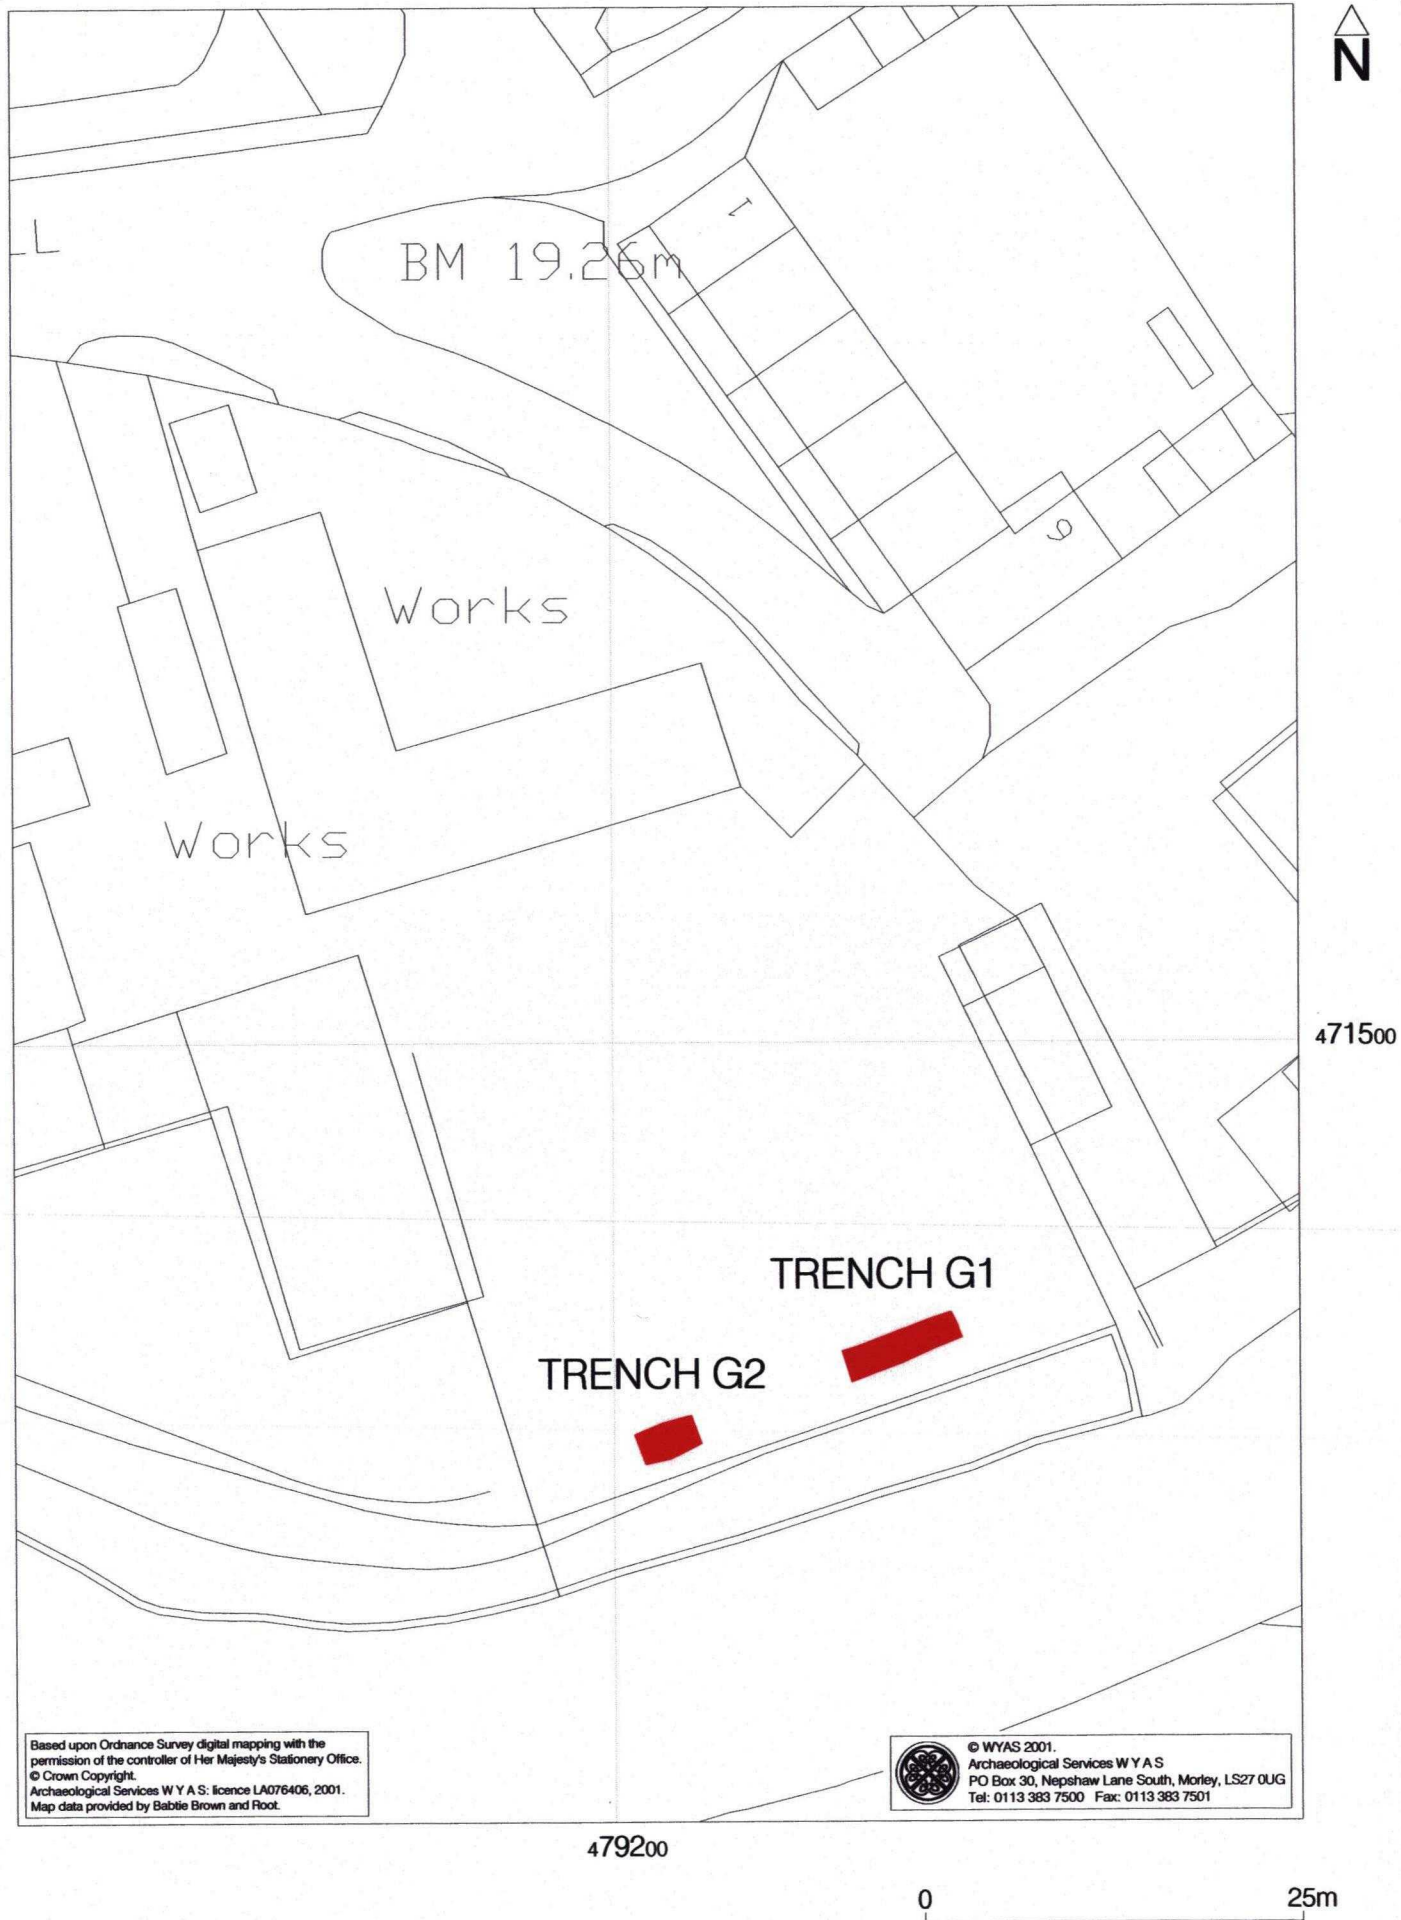 N
L
BM 19.26m
1
9
Works
Works
471500
TRENCH G1
TRENCH G2
Based upon Ordnance Survey digital mapping with the
permission of the controller of Her Majesty's Stationery Office.
© Crown Copyright.
Archaeological Services W Y A S: licence LA076406, 2001.
Map data provided by Babtie Brown and Root.
© WYAS 2001.
Archaeological Services W Y A S
PO Box 30, Nepshaw Lane South, Morley, LS27 0UG
Tel: 0113 383 7500 Fax: 0113 383 7501
479200
0 25m